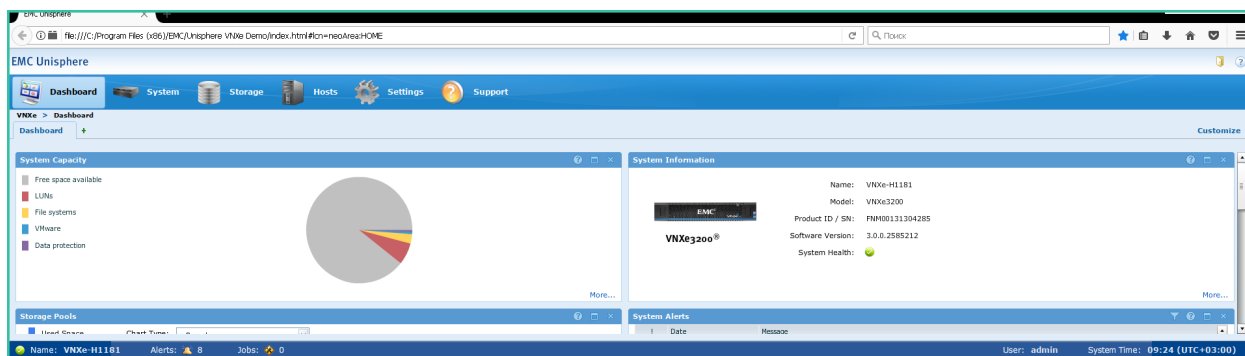 EMC Unisphere
file:///C:/Program Files (x86)/EMC/Unisphere VNXe Demo/index.html#lcn=neoArea:HOME
Поиск
EMC Unisphere
Dashboard System Storage Hosts Settings Support
VNXe > Dashboard
Dashboard + Customize
System Capacity
Free space available
LUNs
File systems
VMware
Data protection
More...
System Information
EMC
VNXe3200®
Name: VNXe-H1181
Model: VNXe3200
Product ID / SN: FNM00131304285
Software Version: 3.0.0.2585212
System Health:
More...
Storage Pools
Used Space Chart Type:
System Alerts
! Date Message
Name: VNXe-H1181 Alerts: 8 Jobs: 0 User: admin System Time: 09:24 (UTC+03:00)